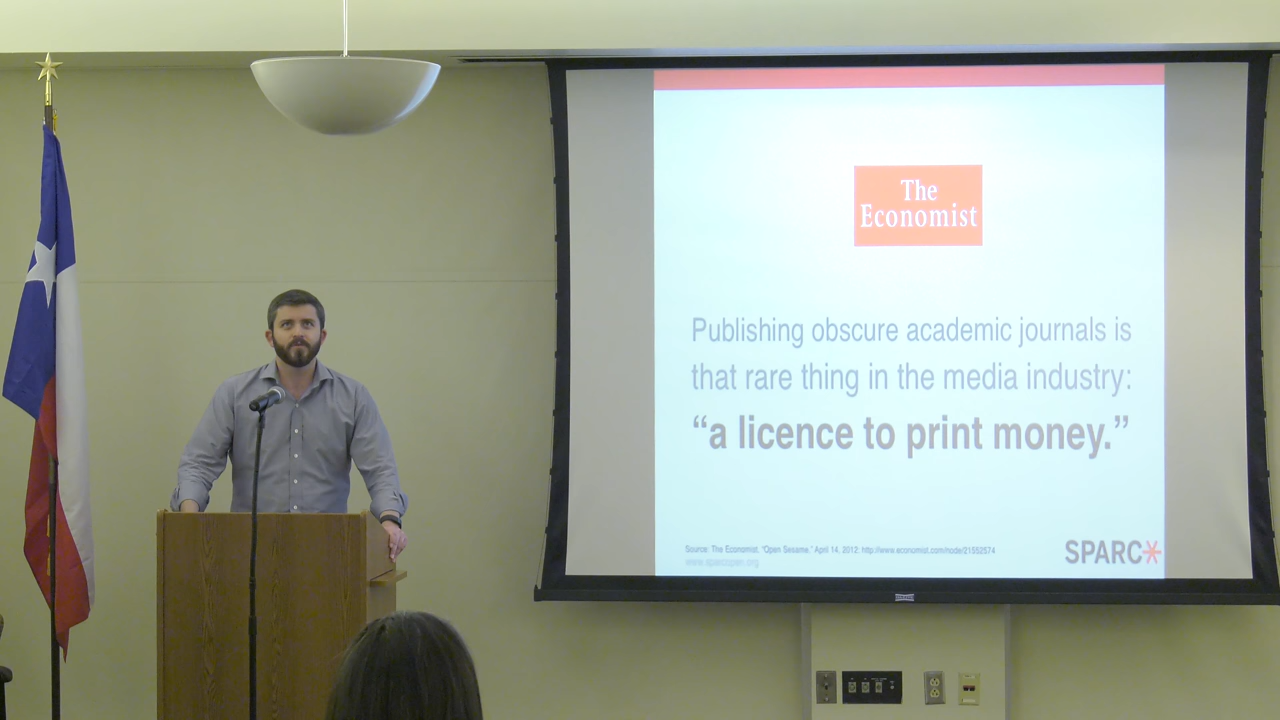 The
Economist
Publishing obscure academic journals is
that rare thing in the media industry:
“a licence to print money.”
Source: The Economist, “Open Sesame.” April 14, 2012. http://www.economist.com/node/21552574
www.sparcopen.org
SPARC